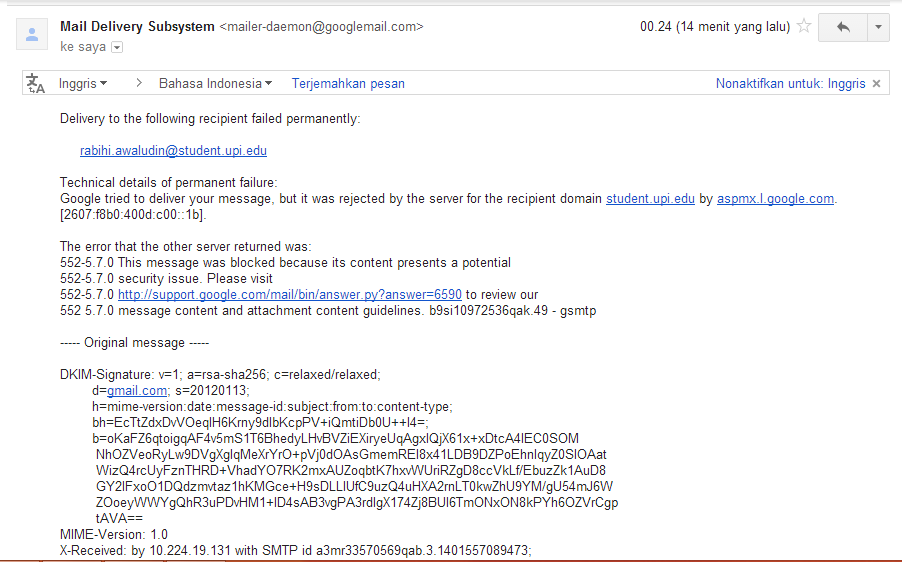 Mail Delivery Subsystem <mailer-daemon@googlemail.com> 00.24 (14 menit yang lalu)
ke saya
Inggris > Bahasa Indonesia Terjemahkan pesan Nonaktifkan untuk: Inggris ×
Delivery to the following recipient failed permanently:
rabihi.awaludin@student.upi.edu
Technical details of permanent failure:
Google tried to deliver your message, but it was rejected by the server for the recipient domain student.upi.edu by aspmx.l.google.com.
[2607:f8b0:400d:c00::1b].
The error that the other server returned was:
552-5.7.0 This message was blocked because its content presents a potential
552-5.7.0 security issue. Please visit
552-5.7.0 http://support.google.com/mail/bin/answer.py?answer=6590 to review our
552 5.7.0 message content and attachment content guidelines. b9si10972536qak.49 - gsmtp
----- Original message -----
DKIM-Signature: v=1; a=rsa-sha256; c=relaxed/relaxed;
d=gmail.com; s=20120113;
h=mime-version:date:message-id:subject:from:to:content-type;
bh=EcTtZdxDvVOeqlH6Krny9dlbKcpPV+iQmtiDb0U++l4=;
b=oKaFZ6qtoigqAF4v5mS1T6BhedyLHvBVZiEXiryeUqAgxlQjX61x+xDtcA4lEC0SOM
NhOZVeoRyLw9DVgXglqMeXrYrO+pVj0dOAsGmemREl8x41LDB9DZPoEhnlqyZ0SlOAat
WizQ4rcUyFznTHRD+VhadYO7RK2mxAUZoqbtK7hxvWUriRZgD8ccVkLf/EbuzZk1AuD8
GY2lFxoO1DQdzmvtaz1hKMGce+H9sDLLlUfC9uzQ4uHXA2rnLT0kwZhU9YM/gU54mJ6W
ZOoeyWWYgQhR3uPDvHM1+lD4sAB3vgPA3rdlgX174Zj8BUl6TmONxON8kPYh6OZVrCgp
tAVA==
MIME-Version: 1.0
X-Received: by 10.224.19.131 with SMTP id a3mr33570569qab.3.1401557089473;